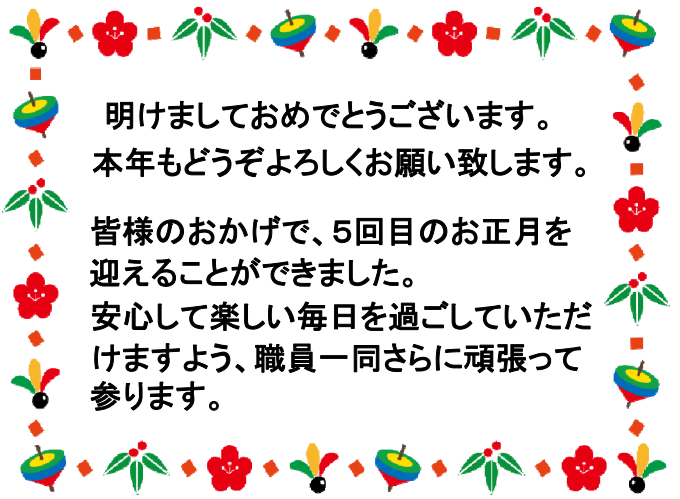 明けましておめでとうございます。
本年もどうぞよろしくお願い致します。
皆様のおかげで、５回目のお正月を
迎えることができました。
安心して楽しい毎日を過ごしていただ
けますよう、職員一同さらに頑張って
参ります。